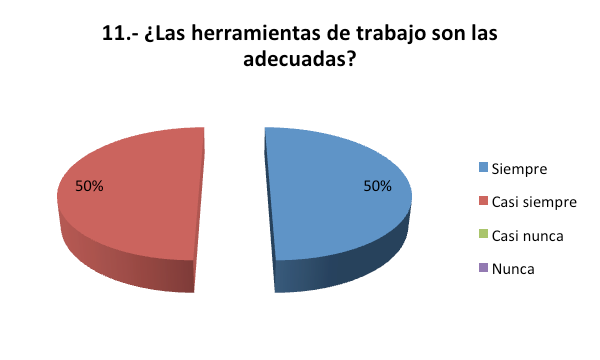 11.- ¿Las herramientas de trabajo son las
adecuadas?
50%
50%
Siempre
Casi siempre
Casi nunca
Nunca